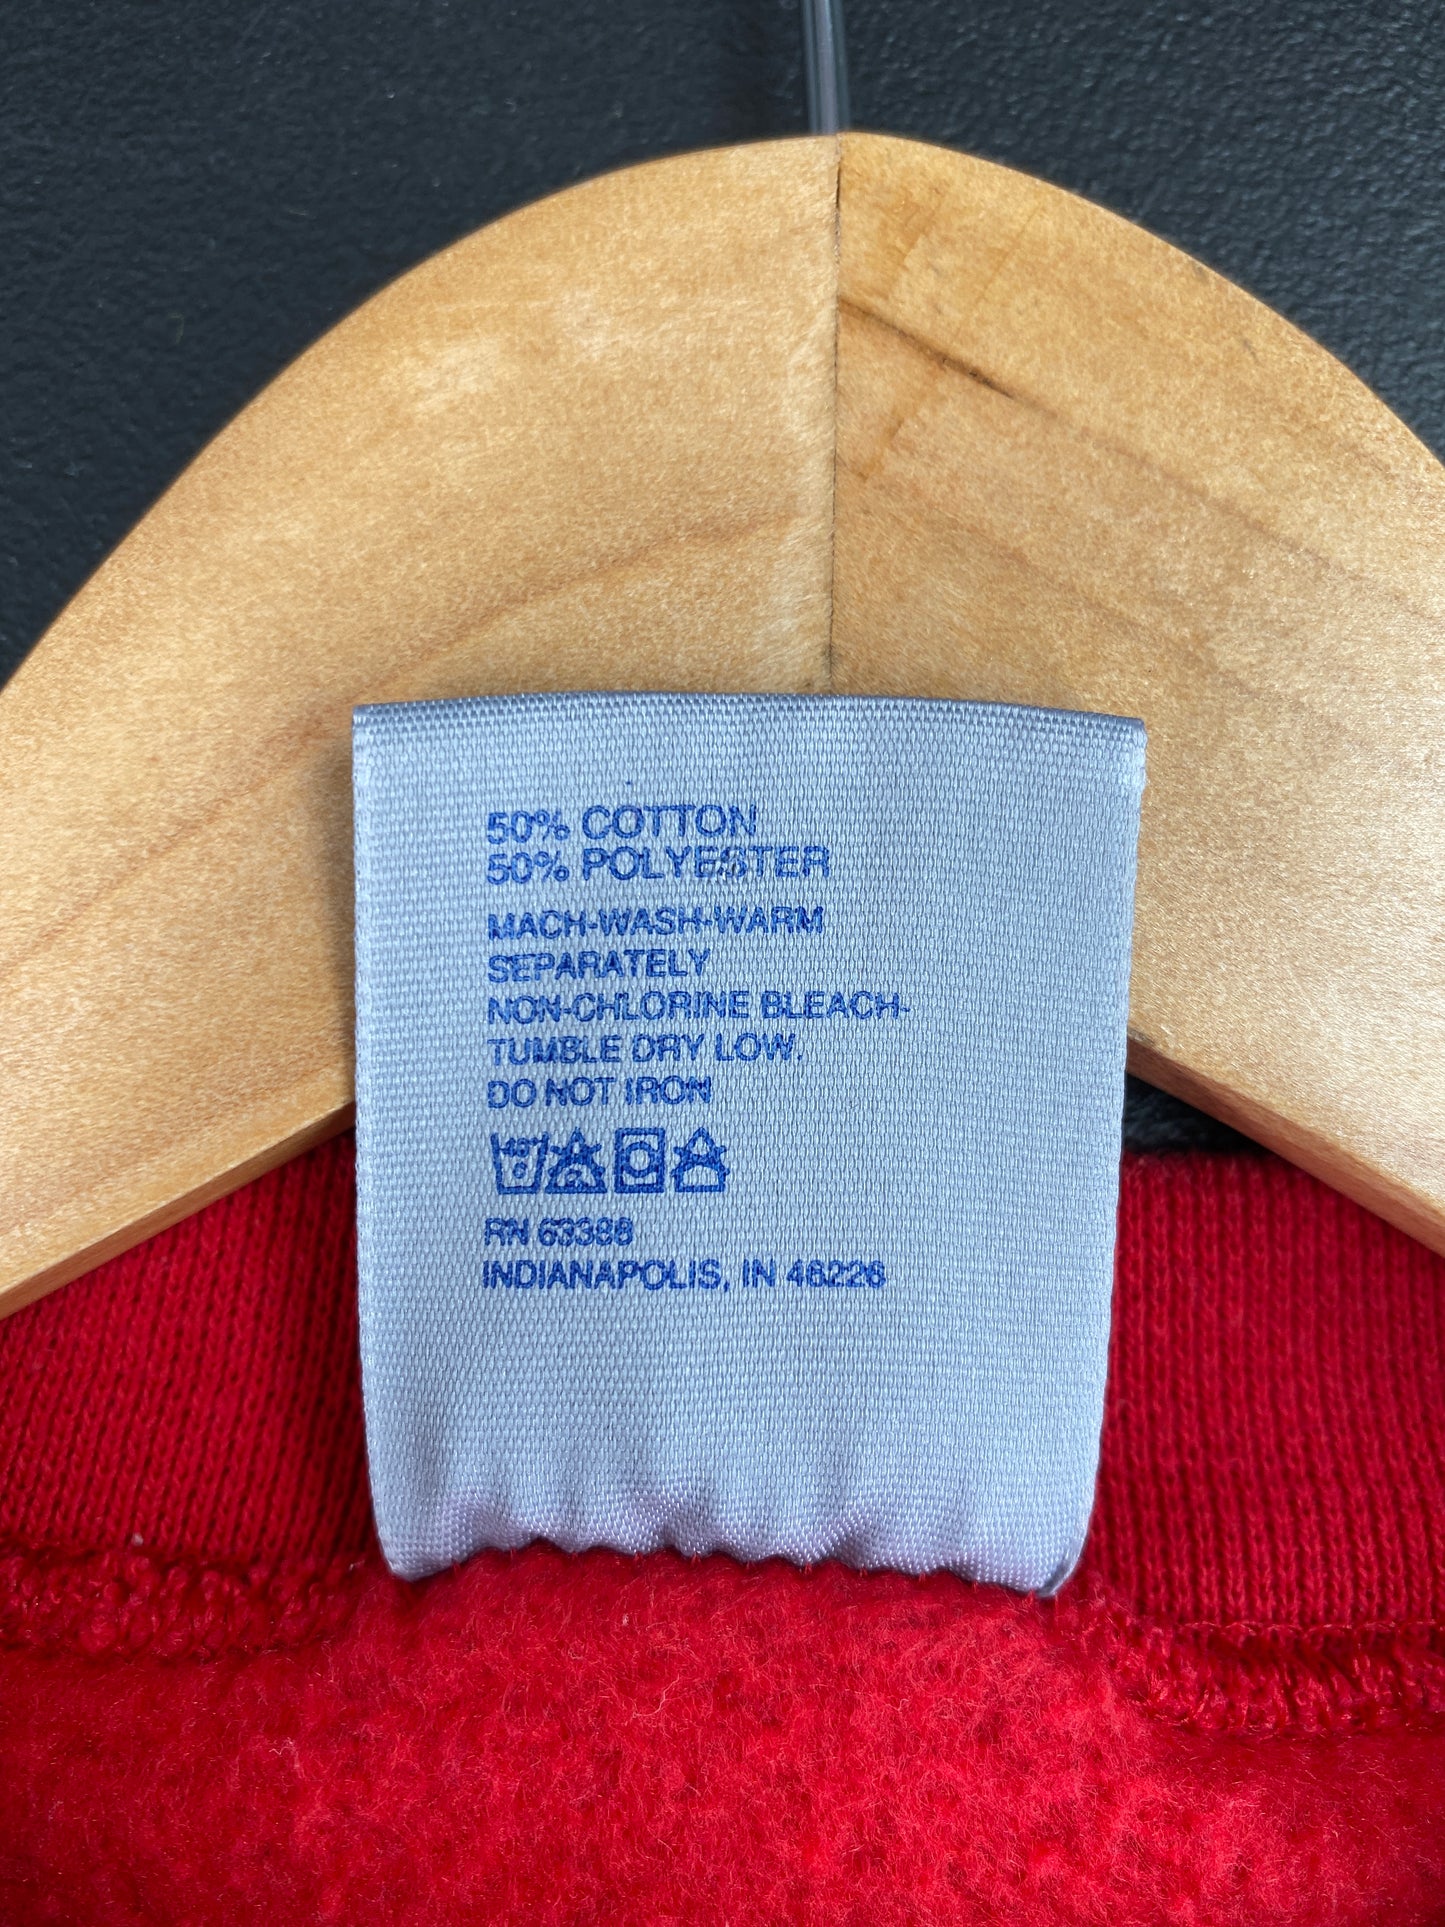 50% COTTON
50% POLYESTER
MACH-WASH-WARM
SEPARATELY
NON-CHLORINE BLEACH-
TUMBLE DRY LOW.
DO NOT IRON
RN 63388
INDIANAPOLIS, IN 46226